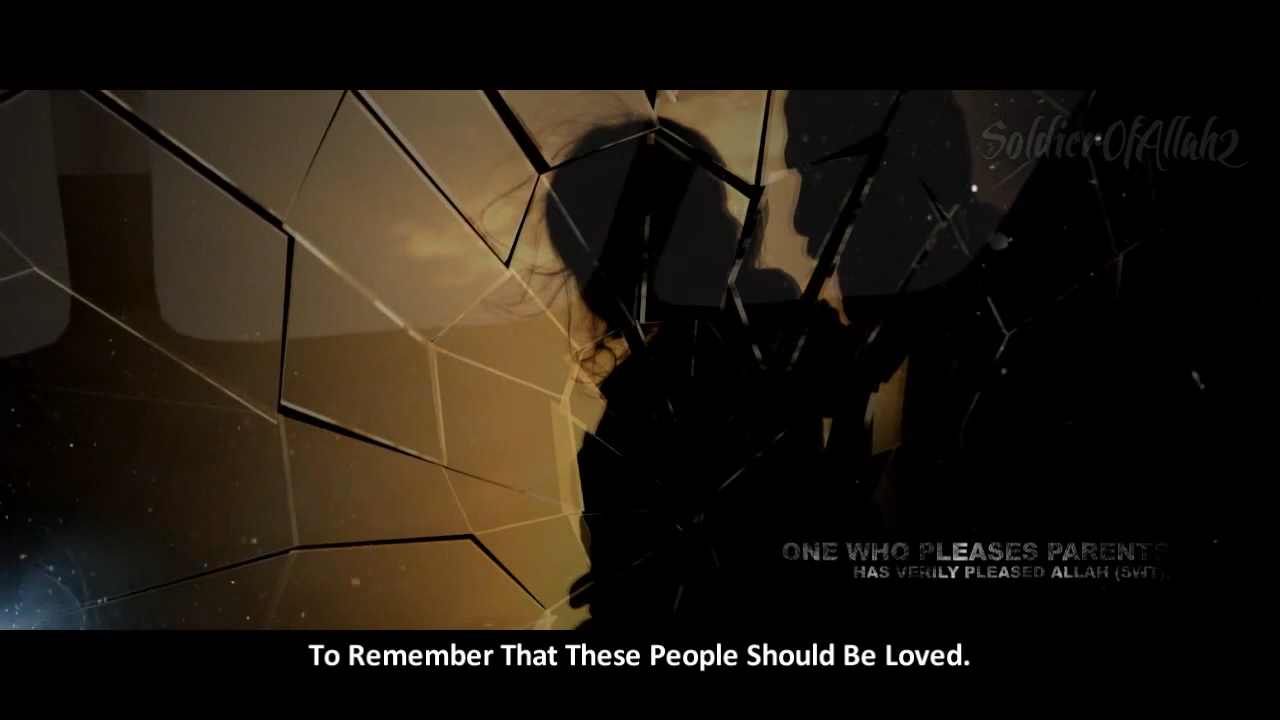 SoldierOfAllah2
ONE WHO PLEASES PARENTS
HAS VERILY PLEASED ALLAH (SWT)
To Remember That These People Should Be Loved.